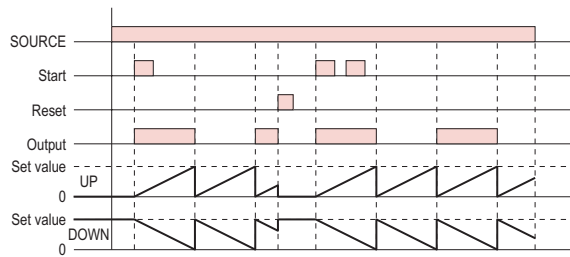 SOURCE
Start
Reset
Output
Set value
UP
0
Set value
DOWN
0